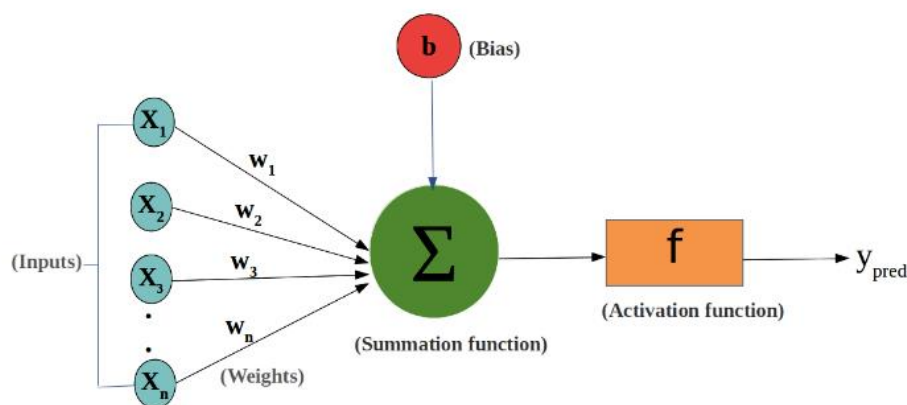 b (Bias)
X1
w1
X2
w2
(Inputs)
w3
X3
Σ
f
ypred
(Activation function)
wn
(Summation function)
Xn
(Weights)